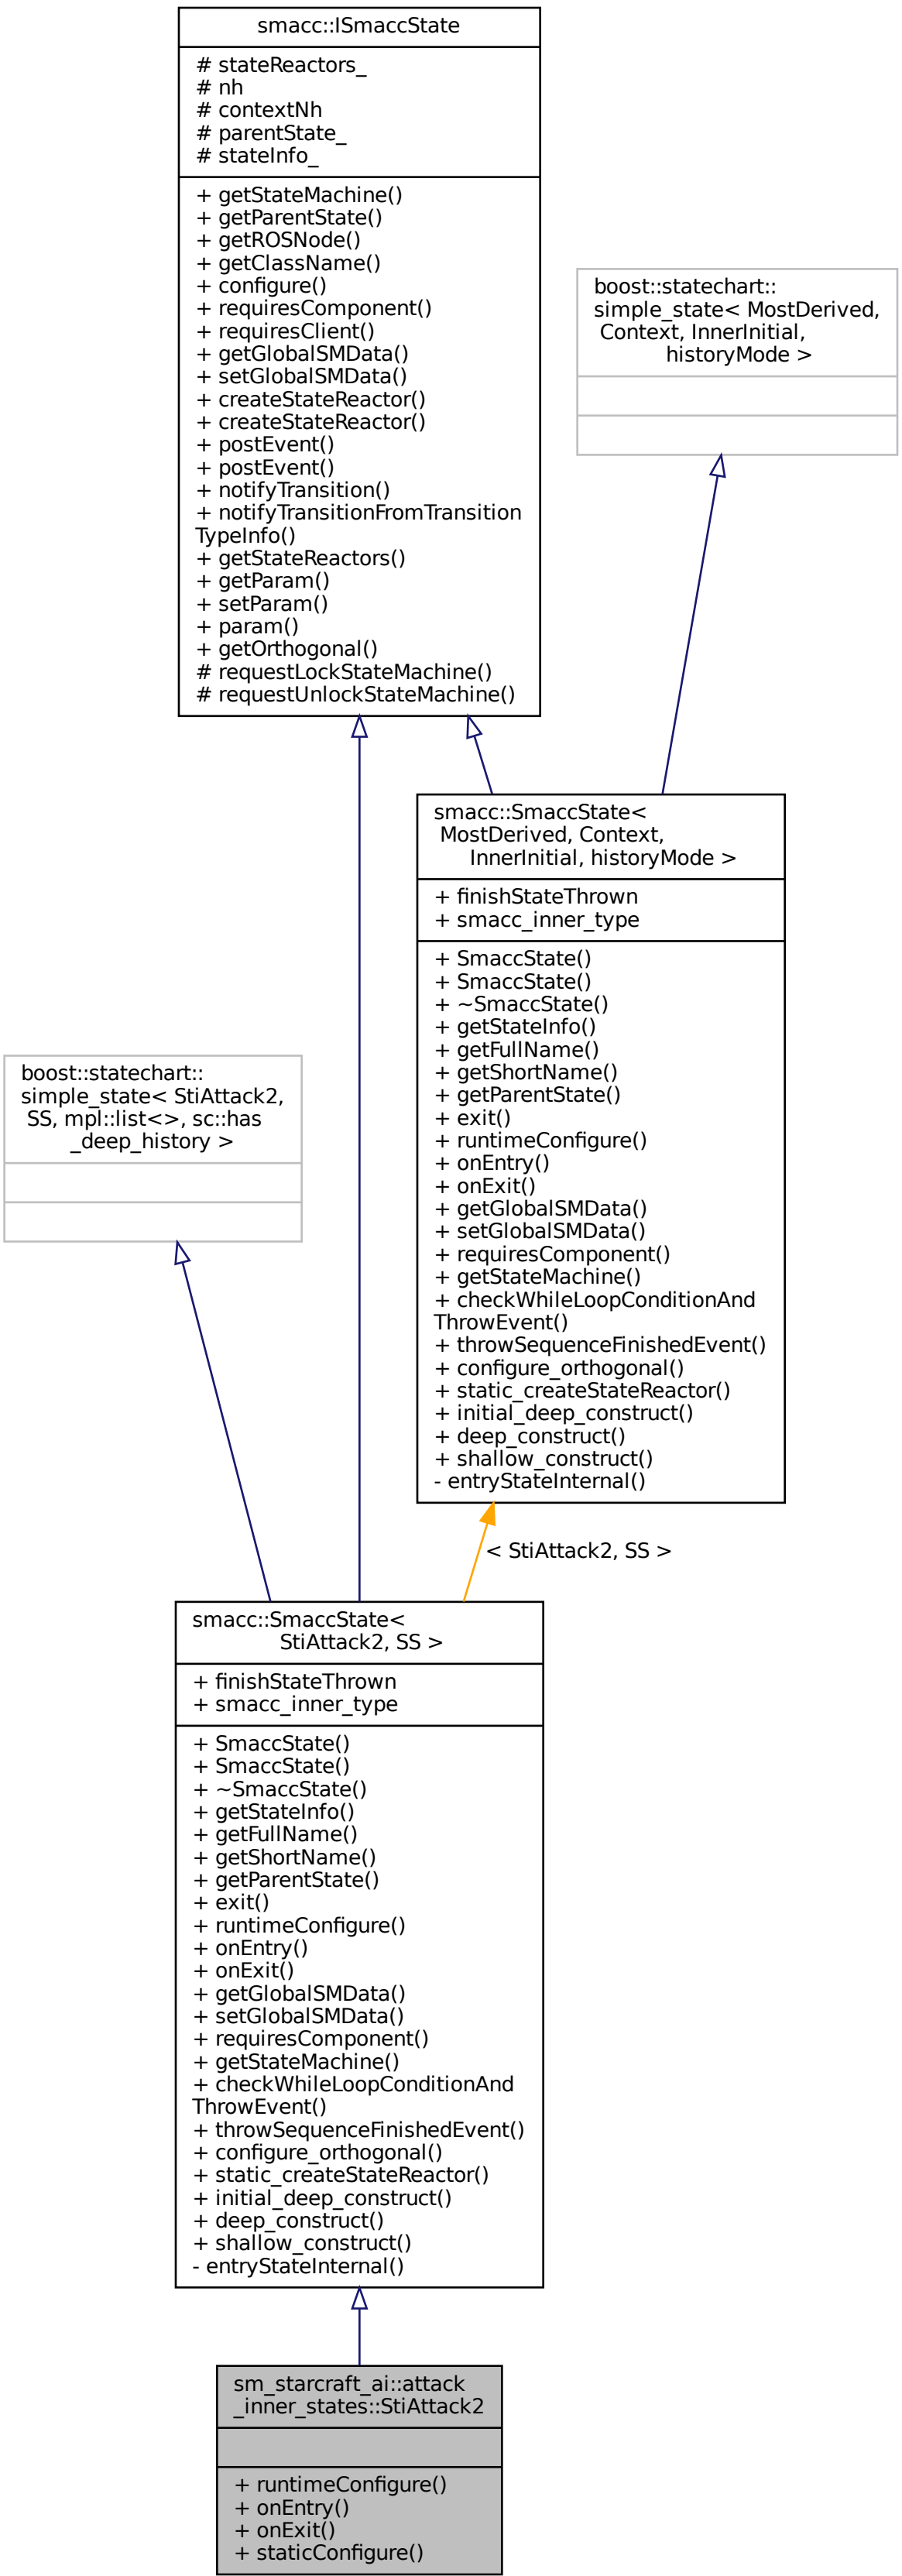 smacc::ISmaccState
# stateReactors_
# nh
# contextNh
# parentState_
# stateInfo_
+ getStateMachine()
+ getParentState()
+ getROSNode()
+ getClassName()
+ configure()
+ requiresComponent()
+ requiresClient()
+ getGlobalSMData()
+ setGlobalSMData()
+ createStateReactor()
+ createStateReactor()
+ postEvent()
+ postEvent()
+ notifyTransition()
+ notifyTransitionFromTransition
TypeInfo()
+ getStateReactors()
+ getParam()
+ setParam()
+ param()
+ getOrthogonal()
# requestLockStateMachine()
# requestUnlockStateMachine()
boost::statechart::
simple_state< MostDerived,
Context, InnerInitial,
historyMode >
smacc::SmaccState<
MostDerived, Context,
InnerInitial, historyMode >
+ finishStateThrown
+ smacc_inner_type
+ SmaccState()
+ SmaccState()
+ ~SmaccState()
+ getStateInfo()
+ getFullName()
+ getShortName()
+ getParentState()
+ exit()
+ runtimeConfigure()
+ onEntry()
+ onExit()
+ getGlobalSMData()
+ setGlobalSMData()
+ requiresComponent()
+ getStateMachine()
+ checkWhileLoopConditionAnd
ThrowEvent()
+ throwSequenceFinishedEvent()
+ configure_orthogonal()
+ static_createStateReactor()
+ initial_deep_construct()
+ deep_construct()
+ shallow_construct()
- entryStateInternal()
boost::statechart::
simple_state< StiAttack2,
SS, mpl::list<>, sc::has
_deep_history >
< StiAttack2, SS >
smacc::SmaccState<
StiAttack2, SS >
+ finishStateThrown
+ smacc_inner_type
+ SmaccState()
+ SmaccState()
+ ~SmaccState()
+ getStateInfo()
+ getFullName()
+ getShortName()
+ getParentState()
+ exit()
+ runtimeConfigure()
+ onEntry()
+ onExit()
+ getGlobalSMData()
+ setGlobalSMData()
+ requiresComponent()
+ getStateMachine()
+ checkWhileLoopConditionAnd
ThrowEvent()
+ throwSequenceFinishedEvent()
+ configure_orthogonal()
+ static_createStateReactor()
+ initial_deep_construct()
+ deep_construct()
+ shallow_construct()
- entryStateInternal()
sm_starcraft_ai::attack
_inner_states::StiAttack2
+ runtimeConfigure()
+ onEntry()
+ onExit()
+ staticConfigure()